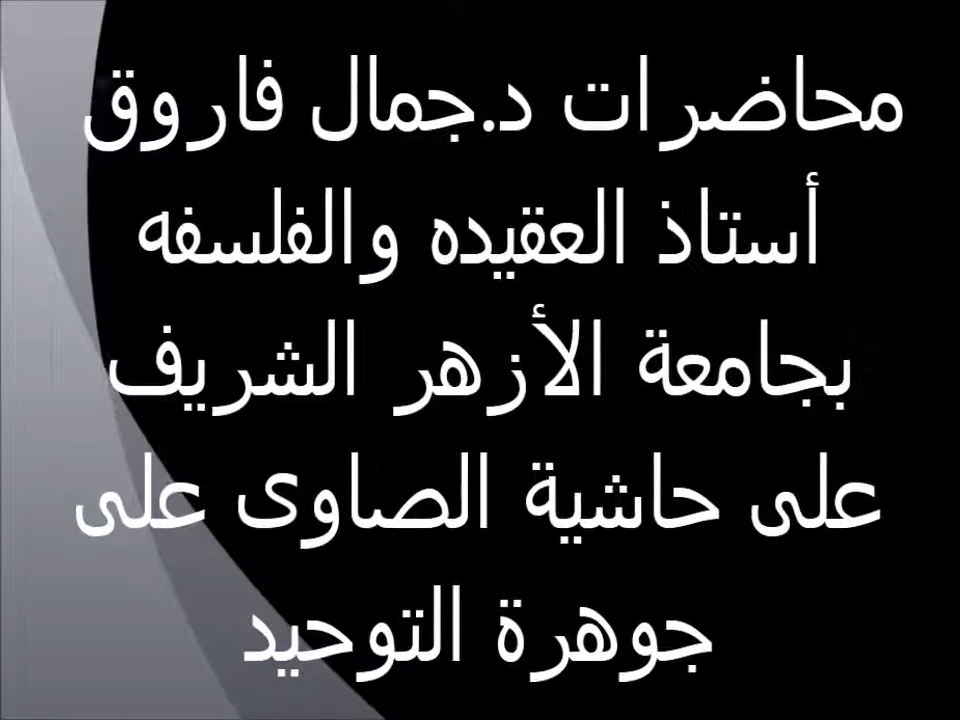 محاضرات د.جمال فاروق
أستاذ العقيده والفلسفه
بجامعة الأزهر الشريف
على حاشية الصاوى على
جوهرة التوحيد